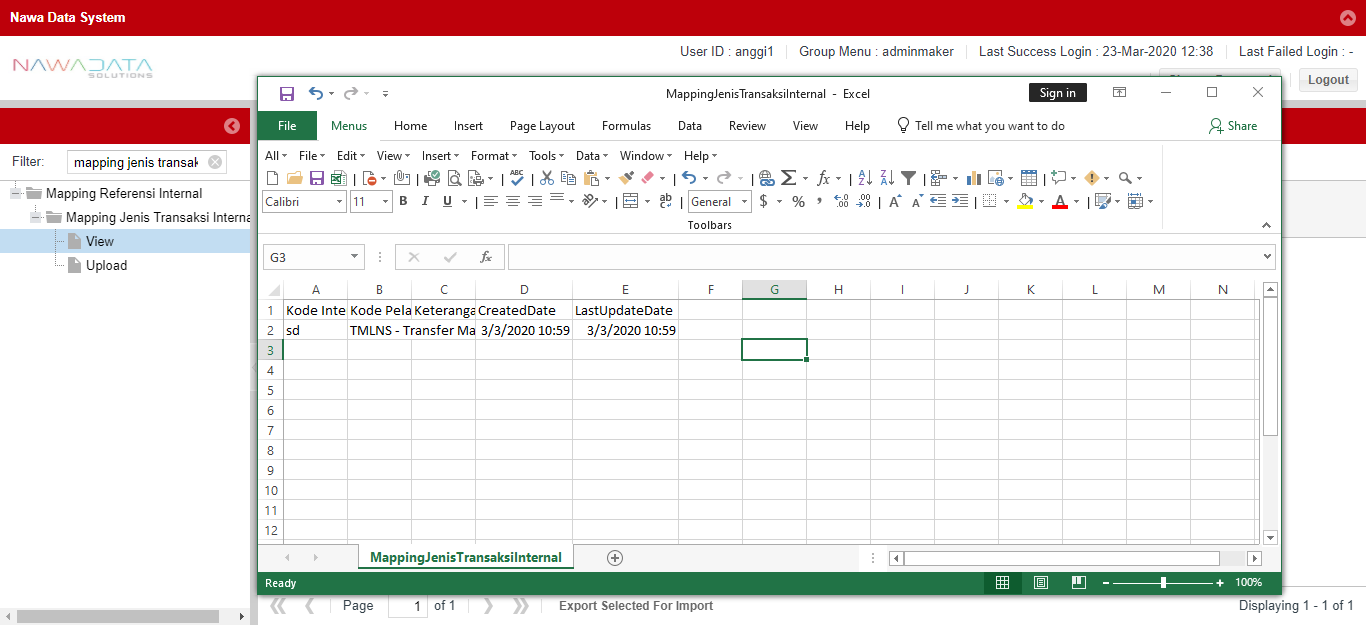 Nawa Data System
NAWADATA
SOLUTIONS
User ID : anggi1
Group Menu : adminmaker
Last Success Login : 23-Mar-2020 12:38
Last Failed Login : -
Logout
Filter:
mapping jenis transak
Mapping Referensi Internal
Mapping Jenis Transaksi Interna
View
Upload
MappingJenisTransaksiInternal - Excel
Sign in
File Menus Home Insert Page Layout Formulas Data Review View Help Tell me what you want to do Share
All File Edit View Insert Format Tools Data Window Help
Calibri 11 B I U General $ %
Toolbars
G3 fx
A B C D E F G H I J K L M N
1 Kode Inte Kode Pela Keteranga CreatedDate LastUpdateDate
2 sd TMLNS - Transfer Ma 3/3/2020 10:59 3/3/2020 10:59
3
4
5
6
7
8
9
10
11
12
MappingJenisTransaksiInternal
Ready
100%
Page 1 of 1
Export Selected For Import
Displaying 1 - 1 of 1